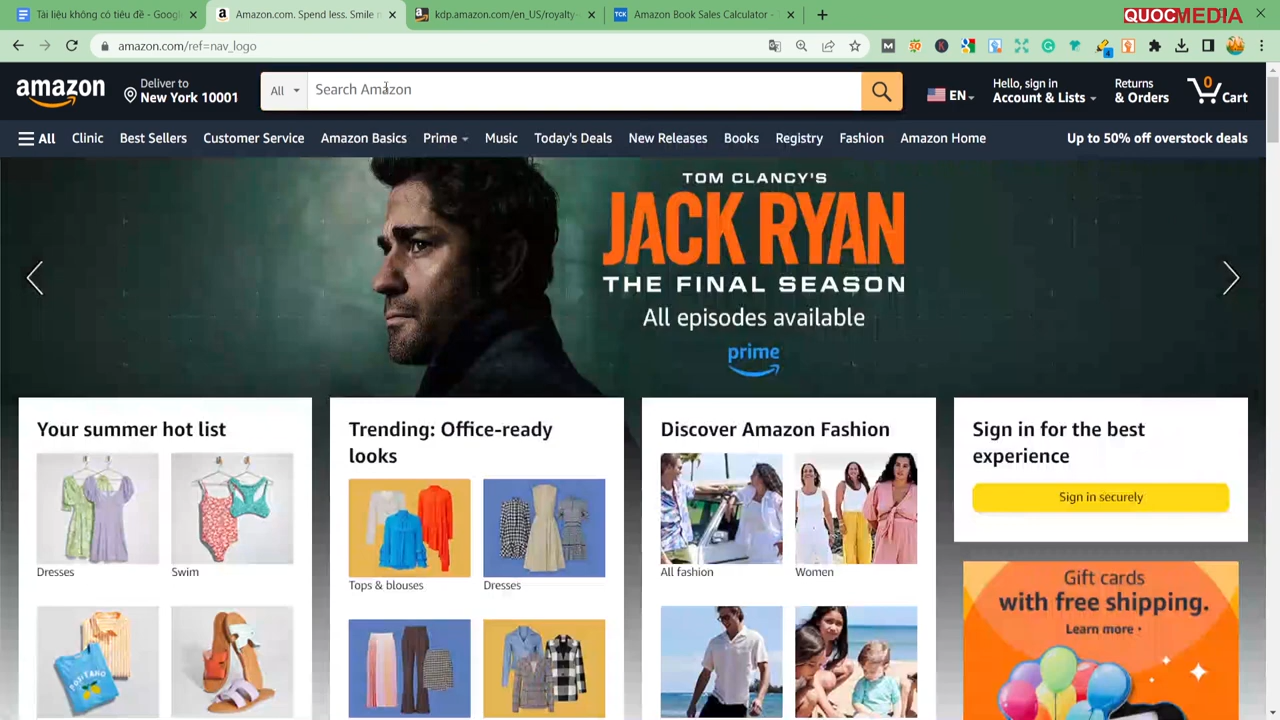 Tài liệu không có tiêu đề - Goog
Amazon.com. Spend less. Smile
kdp.amazon.com/en_US/royalty-
TCK
Amazon Book Sales Calculator -
QUOCMEDIA
amazon.com/ref=nav_logo
4
amazon
Deliver to
New York 10001
All
Search Amazon
EN
Hello, sign in
Account & Lists
Returns
& Orders
0
Cart
All
Clinic
Best Sellers
Customer Service
Amazon Basics
Prime
Music
Today's Deals
New Releases
Books
Registry
Fashion
Amazon Home
Up to 50% off overstock deals
TOM CLANCY'S
JACK RYAN
THE FINAL SEASON
All episodes available
prime
Your summer hot list
Dresses
Swim
POSITANO
Trending: Office-ready
looks
Tops & blouses
Dresses
Discover Amazon Fashion
All fashion
Women
Sign in for the best
experience
Sign in securely
Gift cards
with free shipping.
Learn more